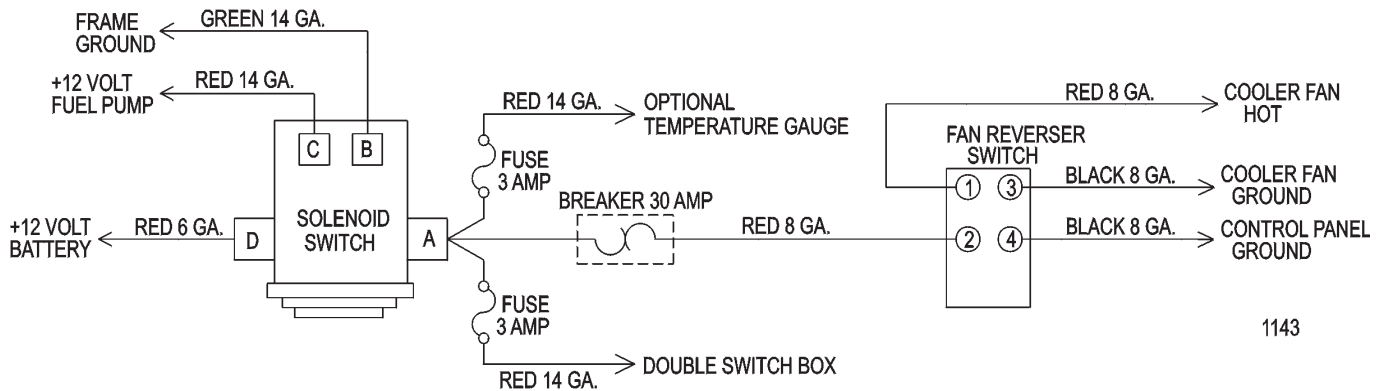 FRAME
GROUND
GREEN 14 GA.
+12 VOLT
FUEL PUMP
RED 14 GA.
C
B
SOLENOID
SWITCH
+12 VOLT
BATTERY
RED 6 GA.
D
A
RED 14 GA.
OPTIONAL
TEMPERATURE GAUGE
FUSE
3 AMP
BREAKER 30 AMP
RED 8 GA.
FUSE
3 AMP
RED 14 GA.
DOUBLE SWITCH BOX
RED 8 GA.
COOLER FAN
HOT
FAN REVERSER
SWITCH
1
3
BLACK 8 GA.
COOLER FAN
GROUND
2
4
BLACK 8 GA.
CONTROL PANEL
GROUND
1143